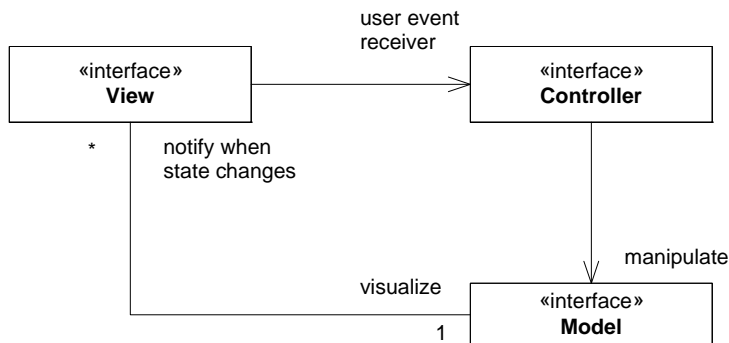 user event
receiver
«interface»
View
«interface»
Controller
*
notify when
state changes
manipulate
visualize
«interface»
Model
1